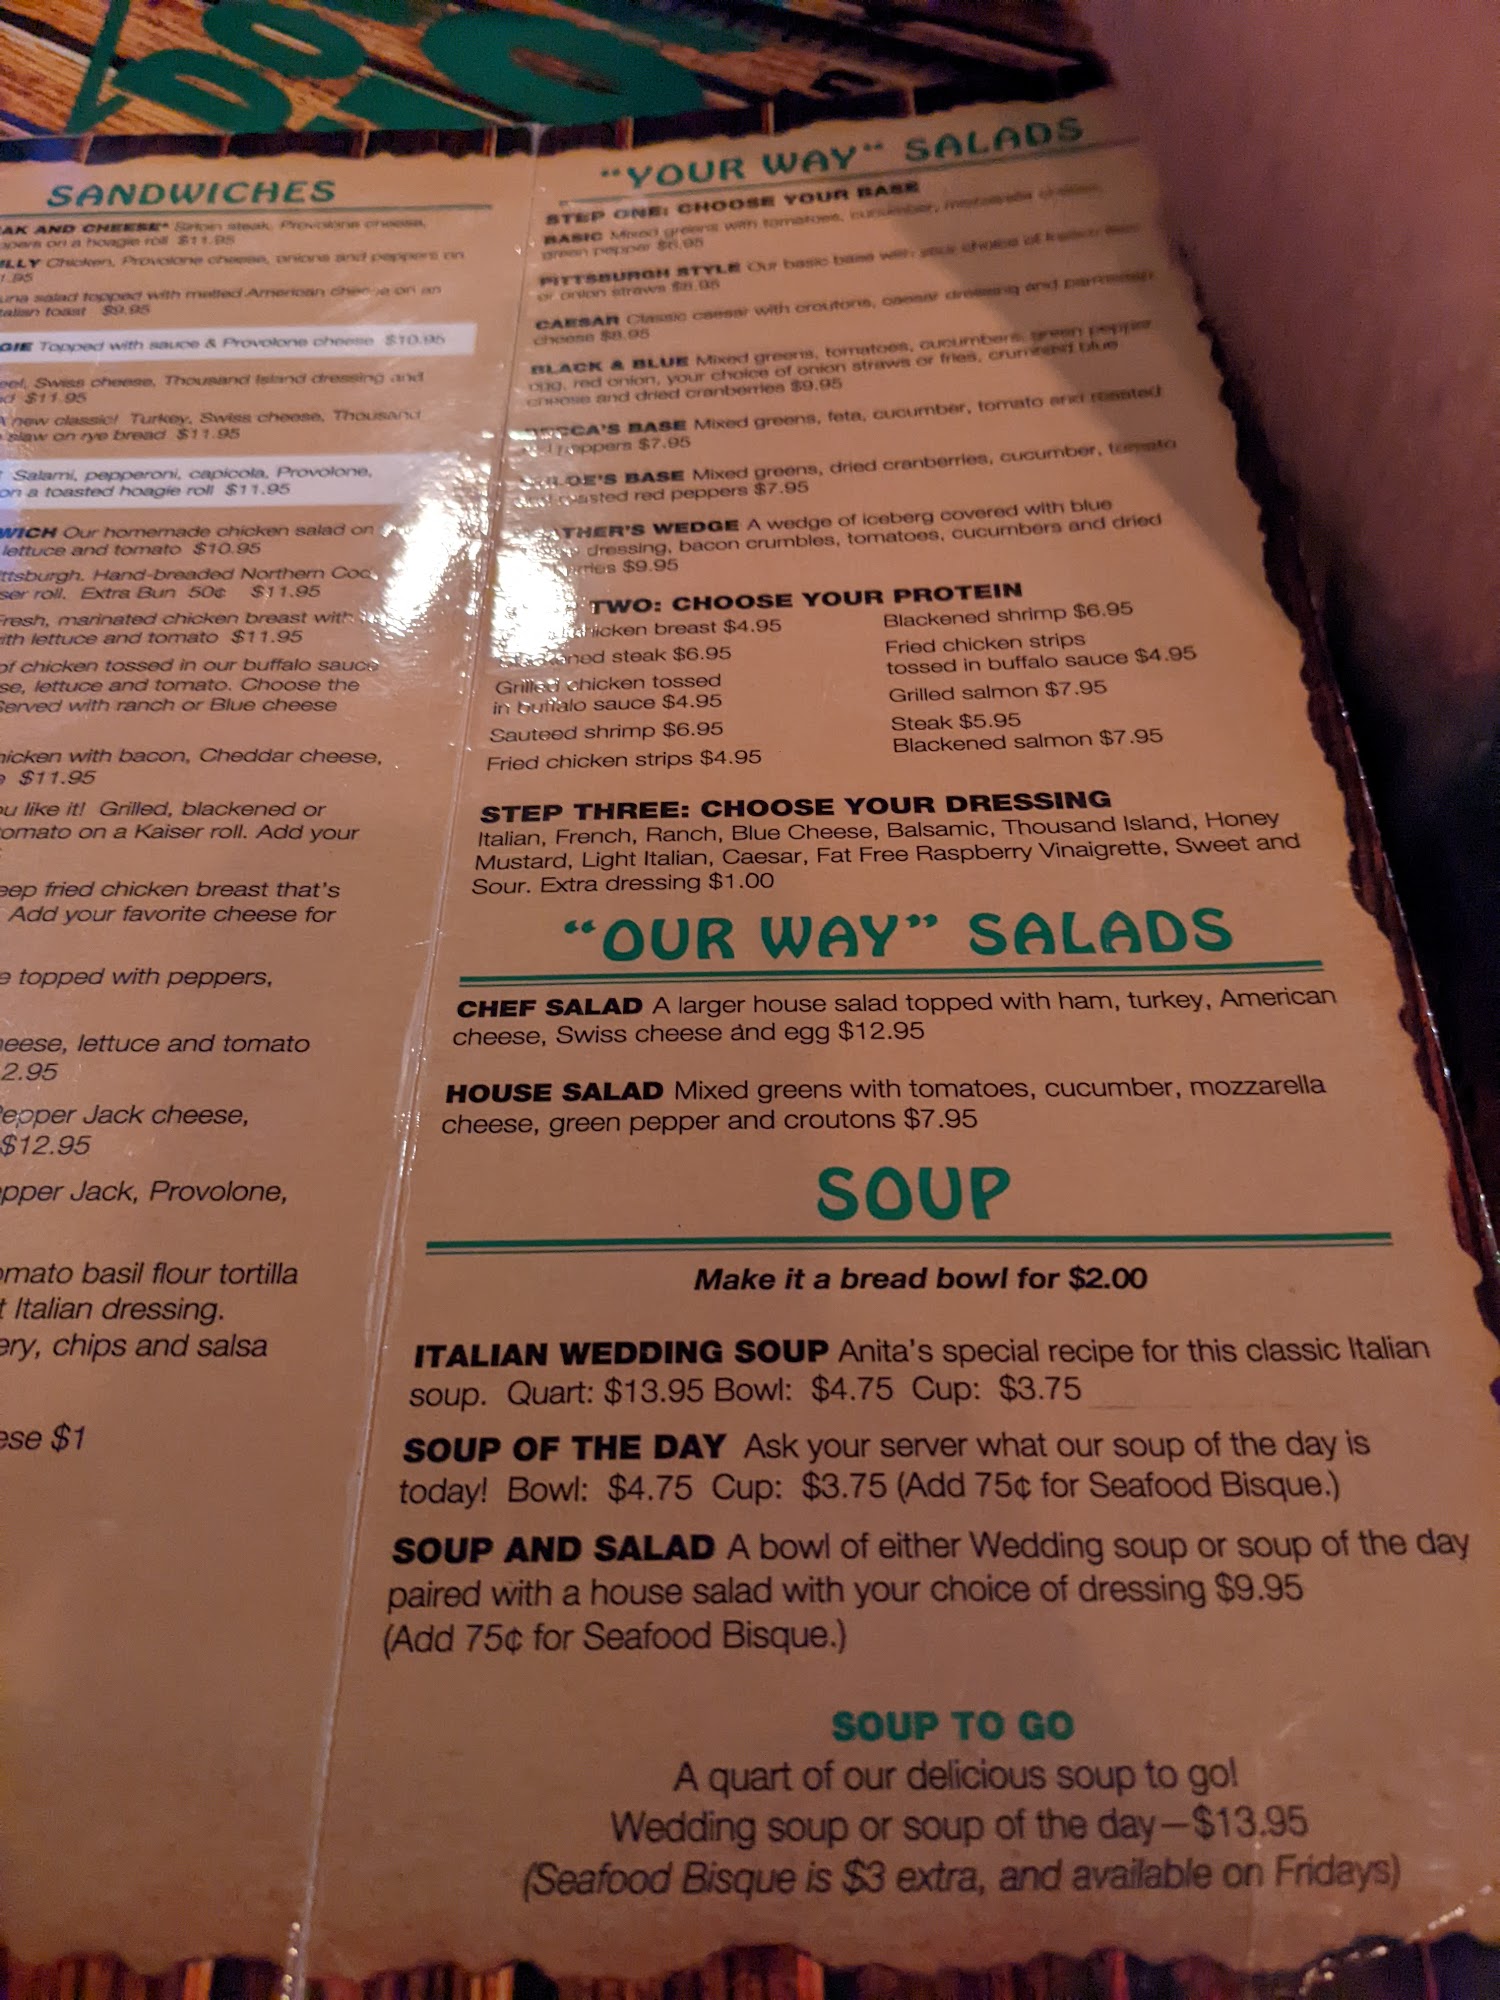 SANDWICHES
AK AND CHEESE* Sirloin steak, Provolone cheese,
ppers on a hoagie roll $11.95
ILLY Chicken, Provolone cheese, onions and peppers on
1.95
una salad topped with melted American cheese on an
talian toast $9.95
GIE Topped with sauce & Provolone cheese $10.95
eef, Swiss cheese, Thousand Island dressing and
d $11.95
A new classic! Turkey, Swiss cheese, Thousand
slaw on rye bread $11.95
Salami, pepperoni, capicola, Provolone,
on a toasted hoagie roll $11.95
WICH Our homemade chicken salad on
lettuce and tomato $10.95
ttsburgh. Hand-breaded Northern Cod
ser roll. Extra Bun 50¢ $11.95
Fresh, marinated chicken breast with
ith lettuce and tomato $11.95
of chicken tossed in our buffalo sauce
se, lettuce and tomato. Choose the
Served with ranch or Blue cheese
hicken with bacon, Cheddar cheese,
e $11.95
ou like it! Grilled, blackened or
omato on a Kaiser roll. Add your
eep fried chicken breast that's
Add your favorite cheese for
e topped with peppers,
heese, lettuce and tomato
2.95
Pepper Jack cheese,
$12.95
pper Jack, Provolone,
omato basil flour tortilla
t Italian dressing.
ery, chips and salsa
ese $1
"YOUR WAY" SALADS
STEP ONE: CHOOSE YOUR BASE
BASIC Mixed greens with tomatoes, cucumber, mozzarella cheese,
green pepper $6.95
PITTSBURGH STYLE Our basic base with your choice of french fries
or onion straws $8.95
CAESAR Classic caesar with croutons, caesar dressing and parmesan
cheese $8.95
BLACK & BLUE Mixed greens, tomatoes, cucumbers, green pepper
egg, red onion, your choice of onion straws or fries, crumbled blue
cheese and dried cranberries $9.95
CCA'S BASE Mixed greens, feta, cucumber, tomato and roasted
red peppers $7.95
OE'S BASE Mixed greens, dried cranberries, cucumber, tomato
and roasted red peppers $7.95
THER'S WEDGE A wedge of iceberg covered with blue
dressing, bacon crumbles, tomatoes, cucumbers and dried
rries $9.95
TWO: CHOOSE YOUR PROTEIN
hicken breast $4.95
ned steak $6.95
Grilled chicken tossed
in buffalo sauce $4.95
Sauteed shrimp $6.95
Fried chicken strips $4.95
Blackened shrimp $6.95
Fried chicken strips
tossed in buffalo sauce $4.95
Grilled salmon $7.95
Steak $5.95
Blackened salmon $7.95
STEP THREE: CHOOSE YOUR DRESSING
Italian, French, Ranch, Blue Cheese, Balsamic, Thousand Island, Honey
Mustard, Light Italian, Caesar, Fat Free Raspberry Vinaigrette, Sweet and
Sour. Extra dressing $1.00
"OUR WAY" SALADS
CHEF SALAD A larger house salad topped with ham, turkey, American
cheese, Swiss cheese and egg $12.95
HOUSE SALAD Mixed greens with tomatoes, cucumber, mozzarella
cheese, green pepper and croutons $7.95
SOUP
Make it a bread bowl for $2.00
ITALIAN WEDDING SOUP Anita's special recipe for this classic Italian
soup. Quart: $13.95 Bowl: $4.75 Cup: $3.75
SOUP OF THE DAY Ask your server what our soup of the day is
today! Bowl: $4.75 Cup: $3.75 (Add 75¢ for Seafood Bisque.)
SOUP AND SALAD A bowl of either Wedding soup or soup of the day
paired with a house salad with your choice of dressing $9.95
(Add 75¢ for Seafood Bisque.)
SOUP TO GO
A quart of our delicious soup to go!
Wedding soup or soup of the day—$13.95
(Seafood Bisque is $3 extra, and available on Fridays)